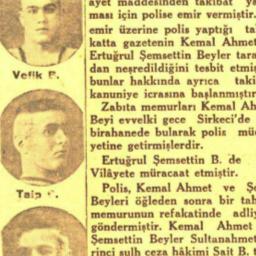 ayet maddesinden takibat ya
ması için polise emir vermiştir.
emir üzerine polis yaptığı ta
katta gazetenin Kemal Ahmet
Ertuğrul Şemsettin Beyler tara
dan neşredildiğini tesbit etmi
bunlar hakkında ayrıca taki
kanuniye icrasına başlanmıştır
Zabıta memurları Kemal Ah
Beyi evvelki gece Sirkeci'de
birahanede bularak polis mü
yetine getirmişlerdir.
Ertuğrul Şemsettin B. de
Vilâyete müracaat etmiştir.
Polis, Kemal Ahmet ve Şe
Beyleri öğleden sonra bir tah
memurunun refakatinde adliy
göndermiştir. Kemal Ahmet
Şemsettin Beyler Sultanahmet
rinci sulh ceza hâkimi Sait B. t
Vefik B.
Taip